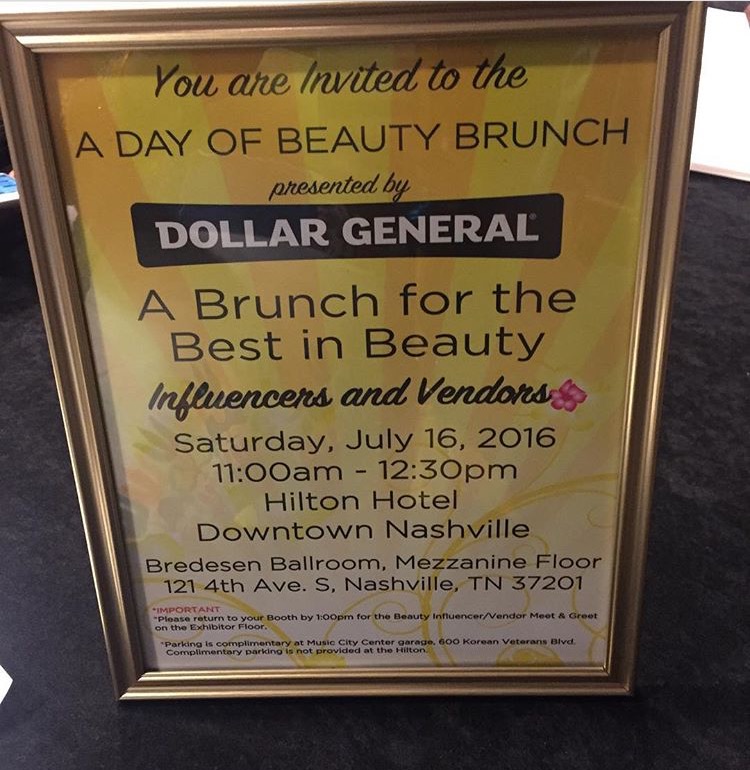 You are Invited to the
A DAY OF BEAUTY BRUNCH
presented by
DOLLAR GENERAL
A Brunch for the
Best in Beauty
Influencers and Vendors
Saturday, July 16, 2016
11:00am - 12:30pm
Hilton Hotel
Downtown Nashville
Bredesen Ballroom, Mezzanine Floor
121 4th Ave. S, Nashville, TN 37201
*IMPORTANT
*Please return to your Booth by 1:00pm for the Beauty Influencer/Vendor Meet & Greet
on the Exhibitor Floor.
*Parking is complimentary at Music City Center garage, 600 Korean Veterans Blvd.
Complimentary parking is not provided at the Hilton.